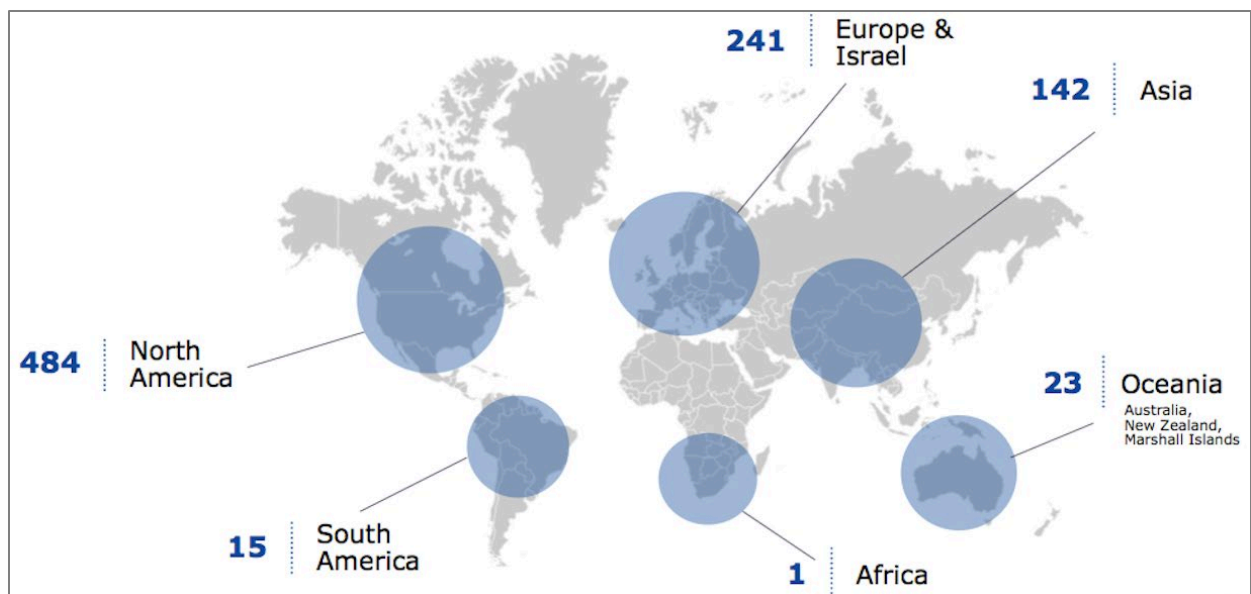 241
Europe &
Israel
142
Asia
484
North
America
23
Oceania
Australia,
New Zealand,
Marshall Islands
15
South
America
1
Africa